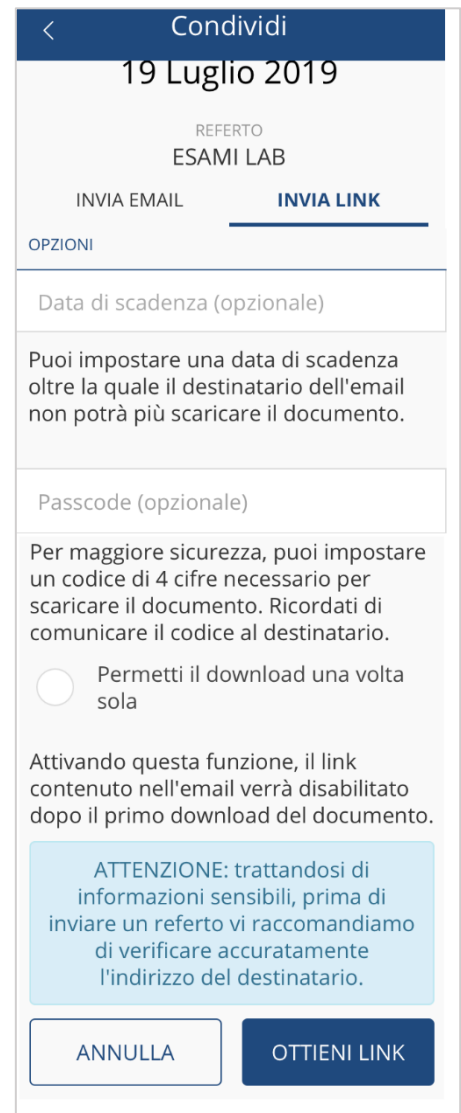 Condividi
19 Luglio 2019
REFERTO
ESAMI LAB
INVIA EMAIL
INVIA LINK
OPZIONI
Data di scadenza (opzionale)
Puoi impostare una data di scadenza
oltre la quale il destinatario dell'email
non potrà più scaricare il documento.
Passcode (opzionale)
Per maggiore sicurezza, puoi impostare
un codice di 4 cifre necessario per
scaricare il documento. Ricordati di
comunicare il codice al destinatario.
Permetti il download una volta
sola
Attivando questa funzione, il link
contenuto nell'email verrà disabilitato
dopo il primo download del documento.
ATTENZIONE: trattandosi di
informazioni sensibili, prima di
inviare un referto vi raccomandiamo
di verificare accuratamente
l'indirizzo del destinatario.
ANNULLA
OTTIENI LINK